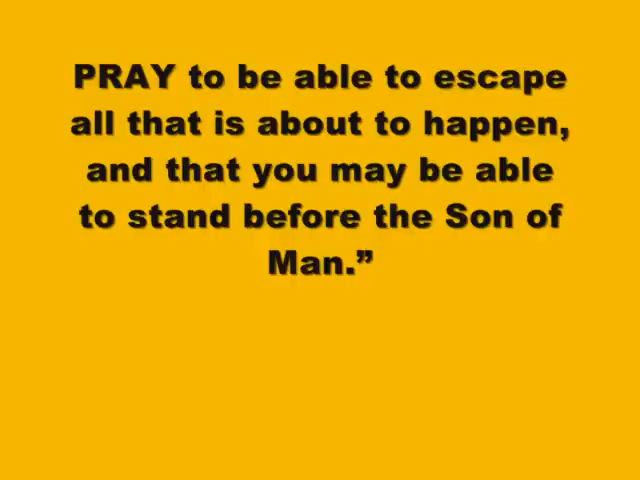 PRAY to be able to escape
all that is about to happen,
and that you may be able
to stand before the Son of
Man.”